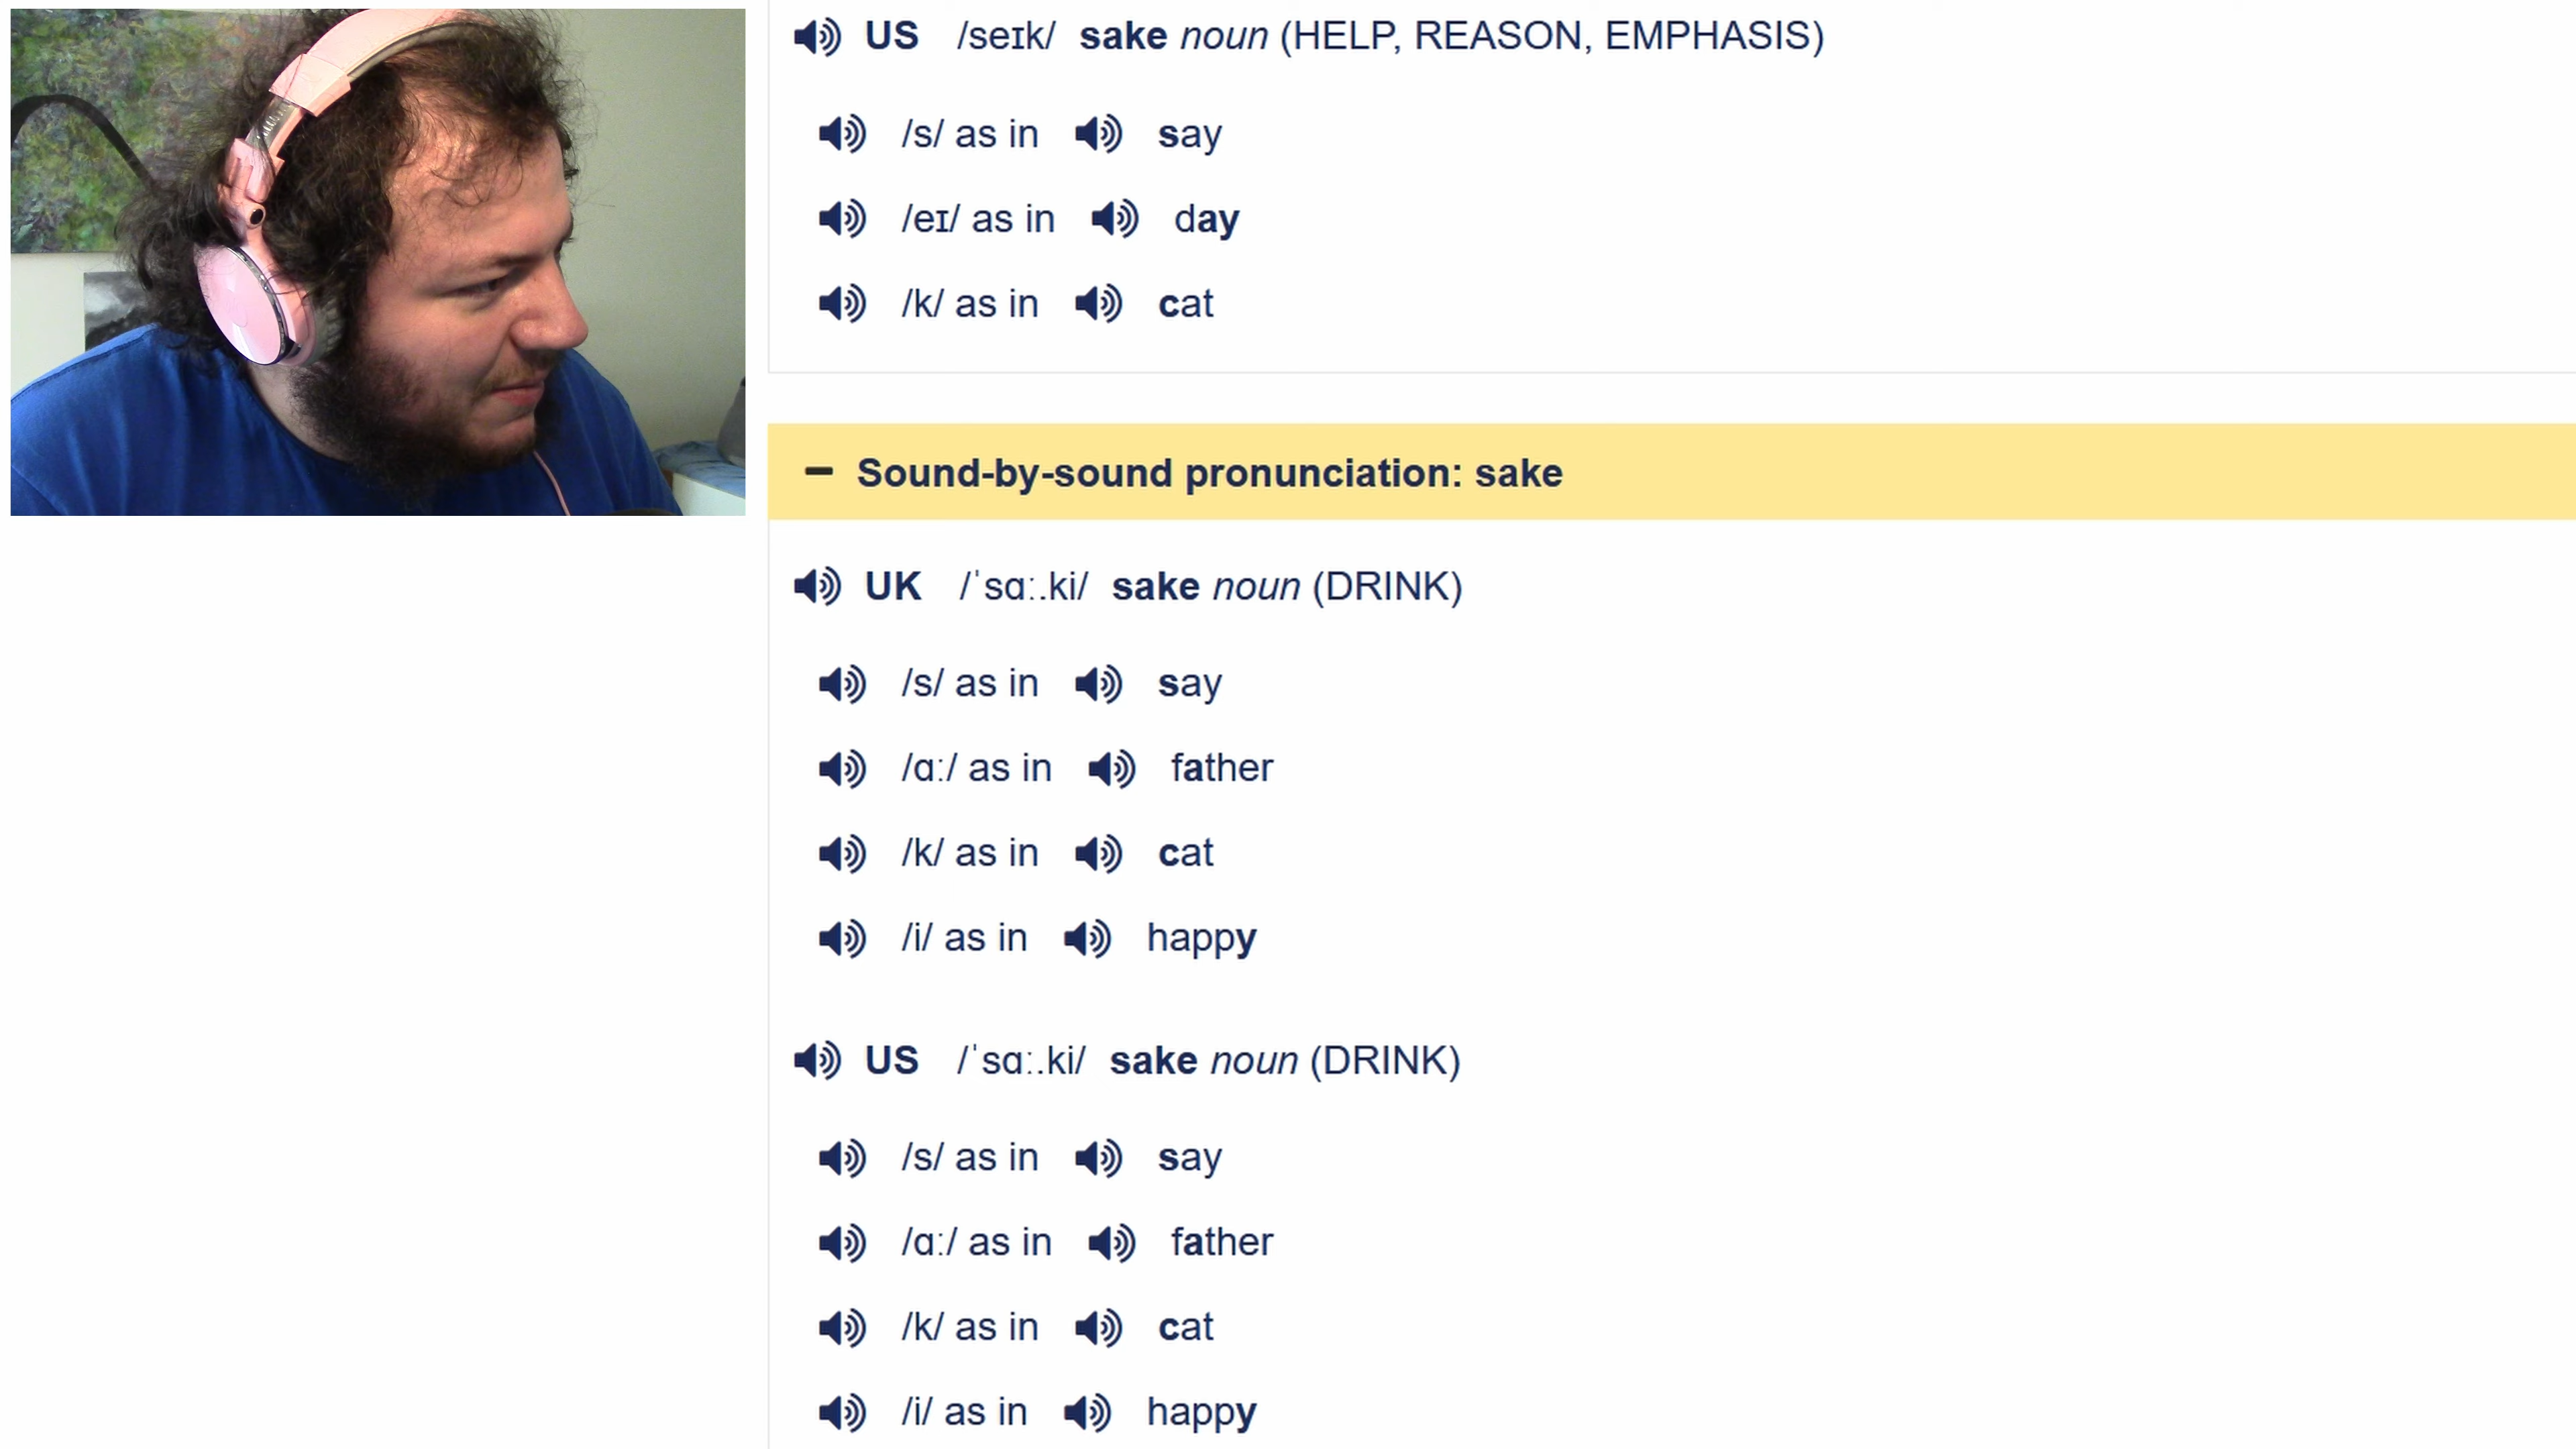 US /seɪk/ sake noun (HELP, REASON, EMPHASIS)
/s/ as in say
/eɪ/ as in day
/k/ as in cat
– Sound-by-sound pronunciation: sake
UK /ˈsɑː.ki/ sake noun (DRINK)
/s/ as in say
/ɑː/ as in father
/k/ as in cat
/i/ as in happy
US /ˈsɑː.ki/ sake noun (DRINK)
/s/ as in say
/ɑː/ as in father
/k/ as in cat
/i/ as in happy